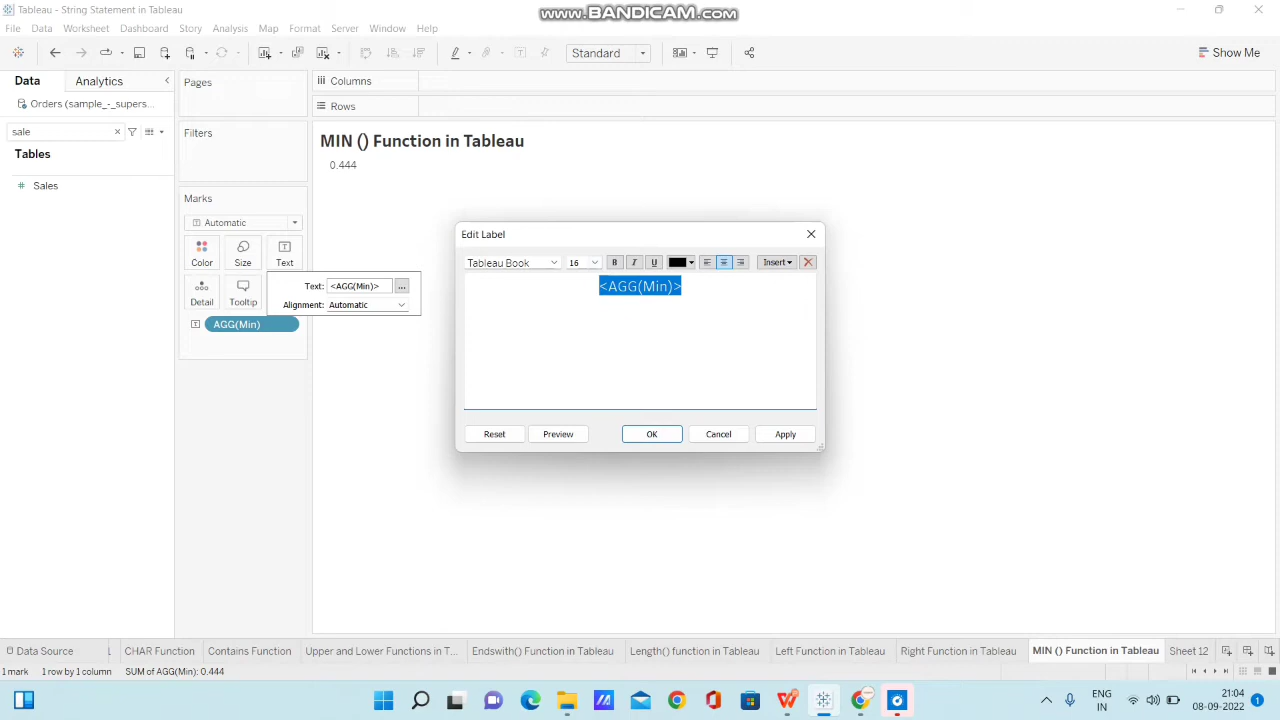 Tableau - String Statement in Tableau
www.BANDICAM.com
File Data Worksheet Dashboard Story Analysis Map Format Server Window Help
Standard
Show Me
Data Analytics
Pages
Columns
Orders (sample_-_supers...
Rows
sale
Filters
MIN () Function in Tableau
Tables
0.444
Sales
Marks
Automatic
Color Size Text
Detail Tooltip
Text: <AGG(Min)> ...
Alignment: Automatic
AGG(Min)
Edit Label
Tableau Book 16 B I U Insert
<AGG(Min)>
Reset Preview OK Cancel Apply
Data Source CHAR Function Contains Function Upper and Lower Functions in T... Endswith() Function in Tableau Length() function in Tableau Left Function in Tableau Right Function in Tableau MIN () Function in Tableau Sheet 12
1 mark 1 row by 1 column SUM of AGG(Min): 0.444
ENG
IN
21:04
08-09-2022
1